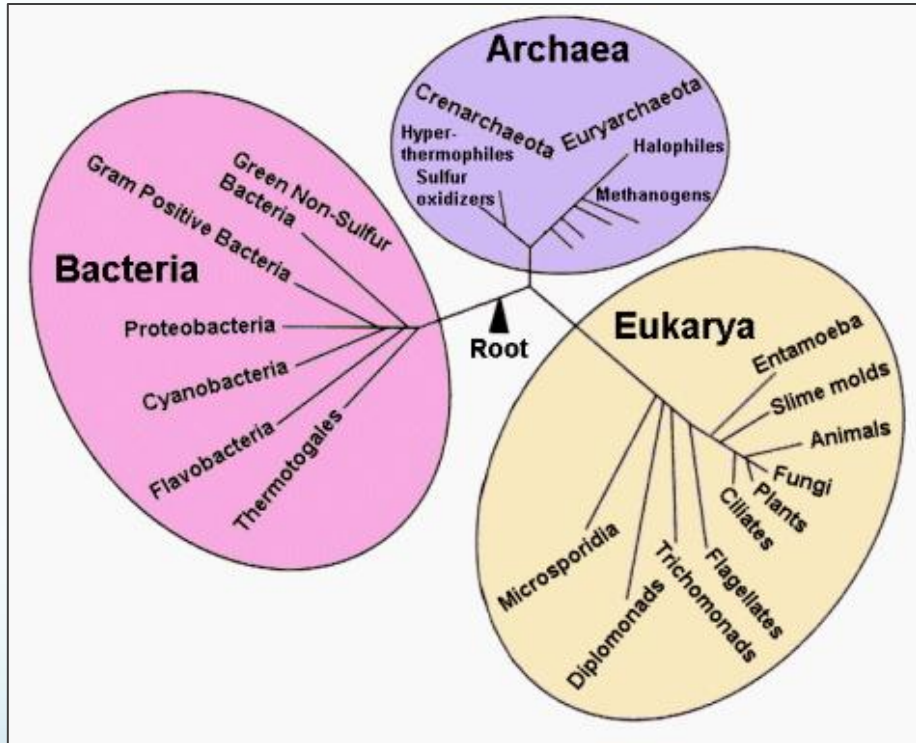 Archaea
Crenarchaeota
Euryarchaeota
Hyper-
thermophiles
Sulfur
oxidizers
Halophiles
Methanogens
Bacteria
Green Non-Sulfur
Bacteria
Gram Positive Bacteria
Proteobacteria
Cyanobacteria
Flavobacteria
Thermotogales
Root
Eukarya
Entamoeba
Slime molds
Animals
Fungi
Plants
Ciliates
Flagellates
Trichomonads
Diplomonads
Microsporidia